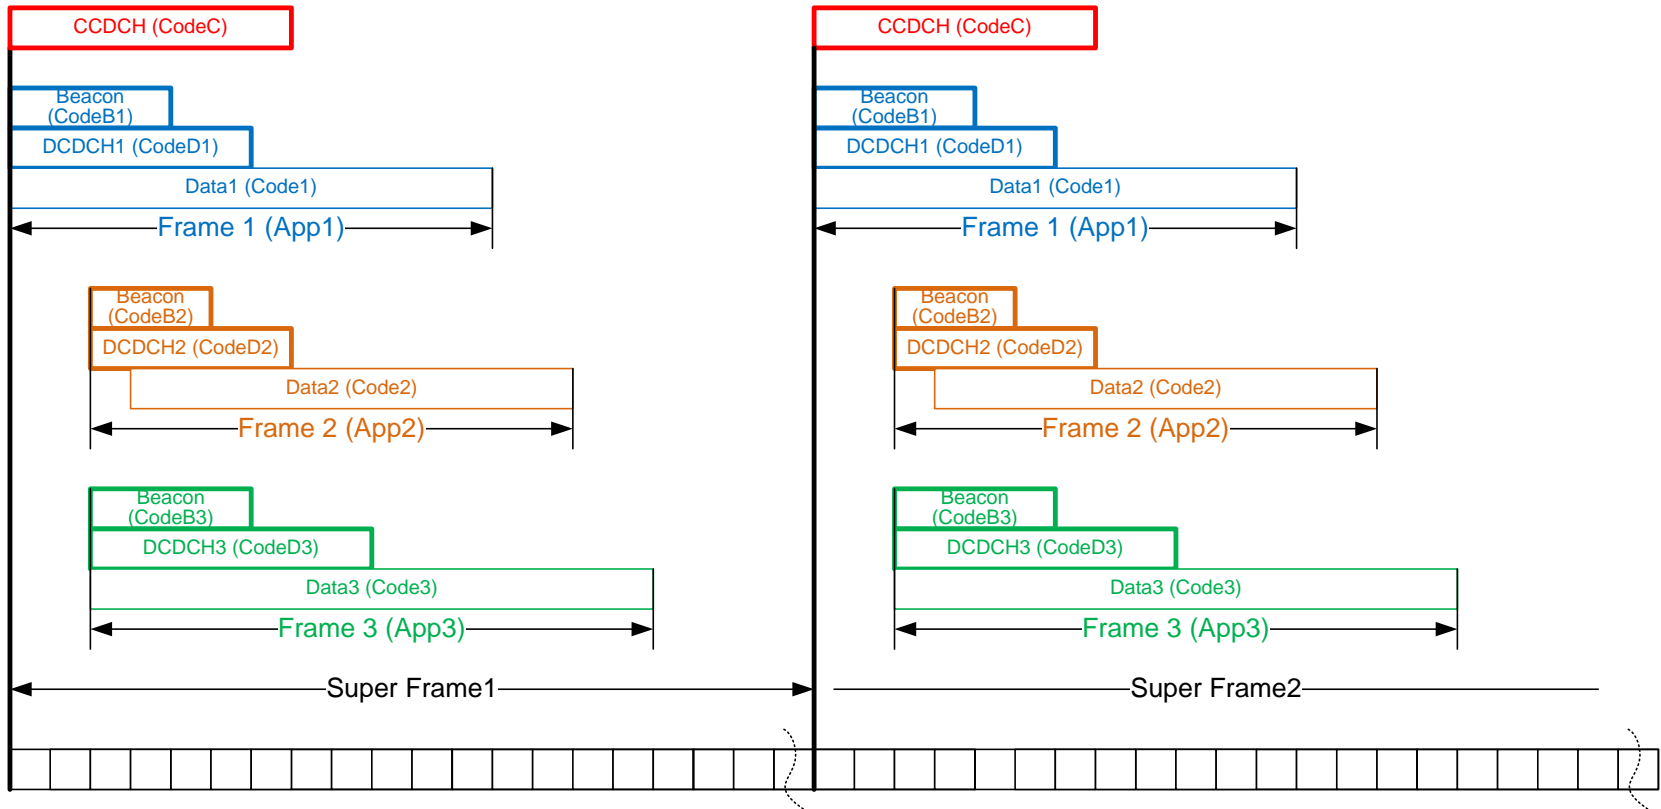 CCDCH (CodeC)
CCDCH (CodeC)
Beacon
(CodeB1)
DCDCH1 (CodeD1)
Data1 (Code1)
Frame 1 (App1)
Beacon
(CodeB1)
DCDCH1 (CodeD1)
Data1 (Code1)
Frame 1 (App1)
Beacon
(CodeB2)
DCDCH2 (CodeD2)
Data2 (Code2)
Frame 2 (App2)
Beacon
(CodeB2)
DCDCH2 (CodeD2)
Data2 (Code2)
Frame 2 (App2)
Beacon
(CodeB3)
DCDCH3 (CodeD3)
Data3 (Code3)
Frame 3 (App3)
Beacon
(CodeB3)
DCDCH3 (CodeD3)
Data3 (Code3)
Frame 3 (App3)
Super Frame1
Super Frame2